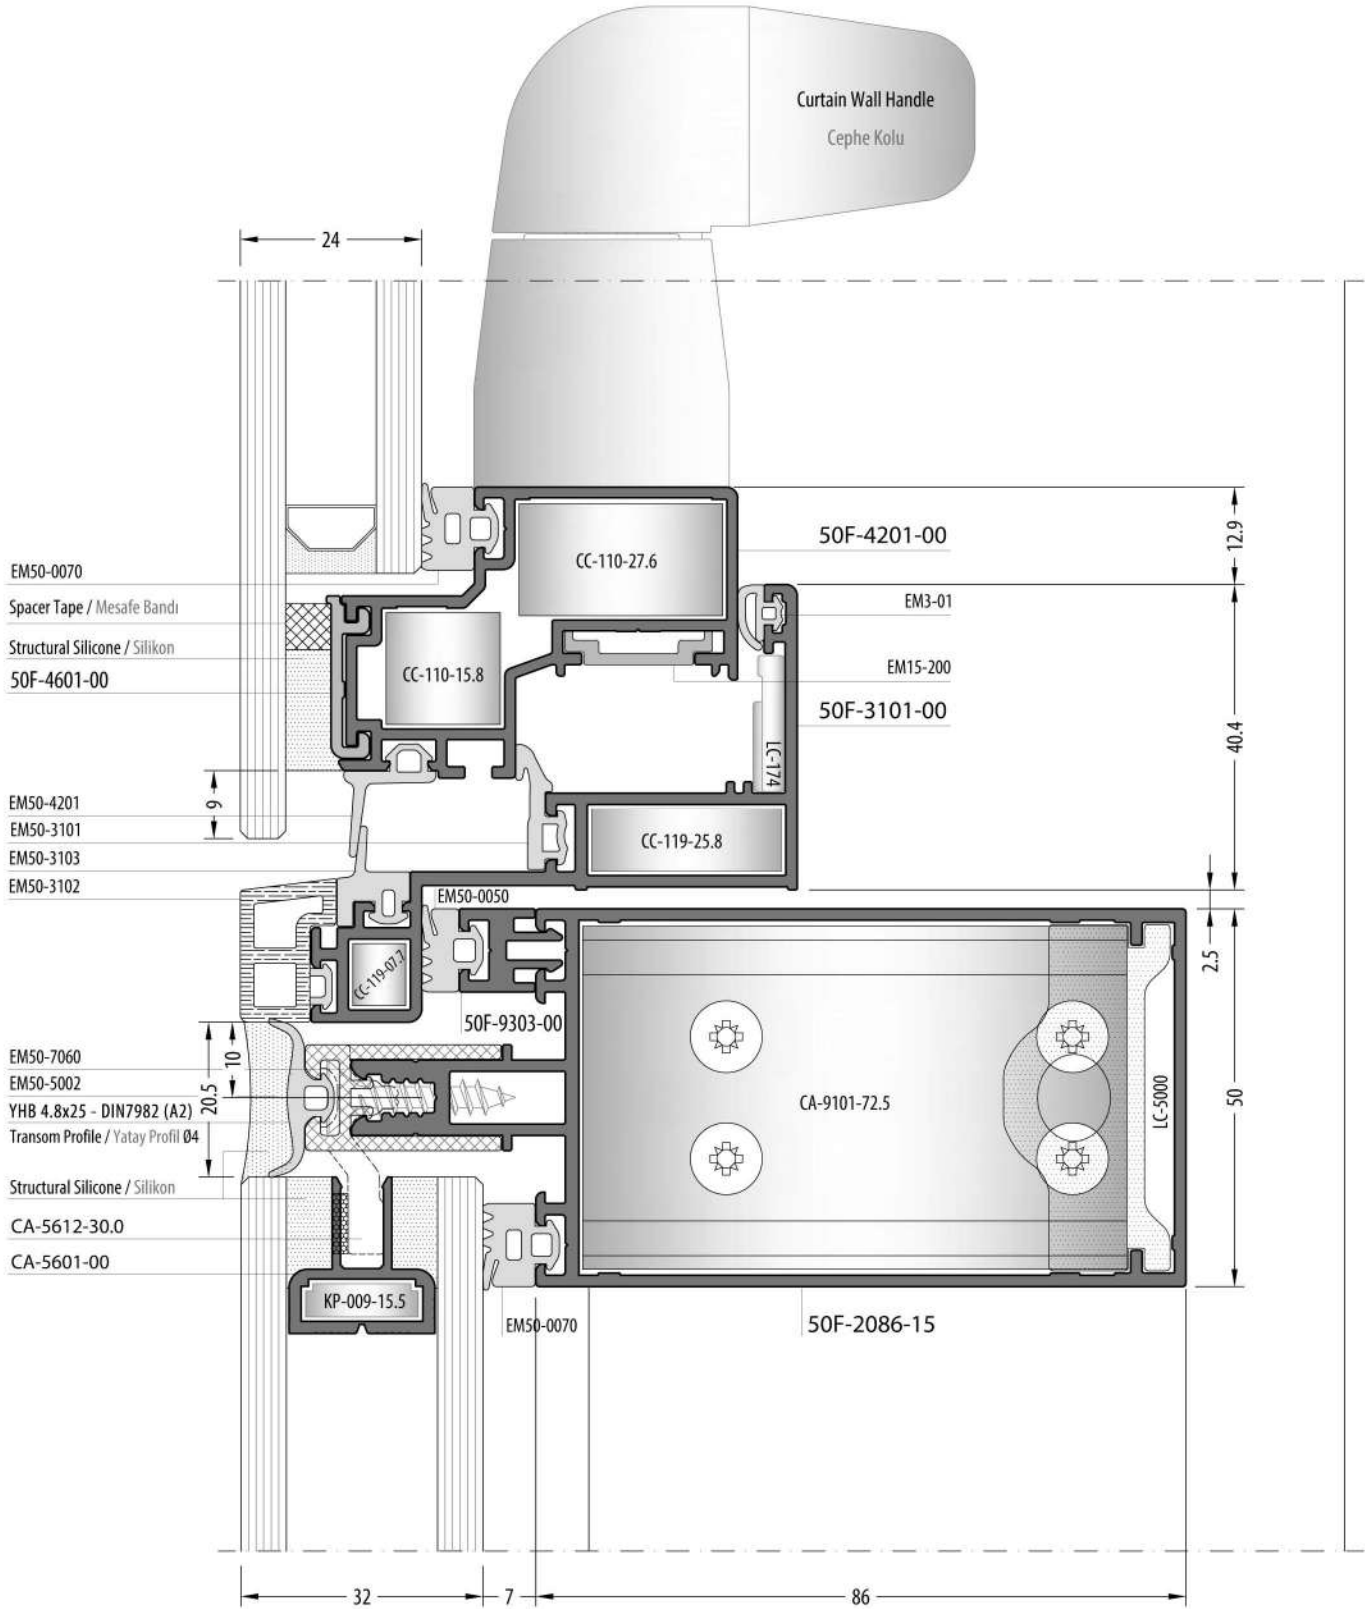 Curtain Wall Handle
Cephe Kolu
24
12.9
50F-4201-00
CC-110-27.6
EM50-0070
EM3-01
Spacer Tape / Mesafe Bandı
Structural Silicone / Silikon
EM15-200
CC-110-15.8
50F-4601-00
50F-3101-00
40.4
LC-174
9
EM50-4201
EM50-3101
CC-119-25.8
EM50-3103
EM50-3102
EM50-0050
2.5
CC-119-07.7
50F-9303-00
10
20.5
EM50-7060
EM50-5002
YHB 4.8x25 - DIN7982 (A2)
Transom Profile / Yatay Profil Ø4
CA-9101-72.5
LC-5000
50
Structural Silicone / Silikon
CA-5612-30.0
CA-5601-00
KP-009-15.5
EM50-0070
50F-2086-15
32
7
86